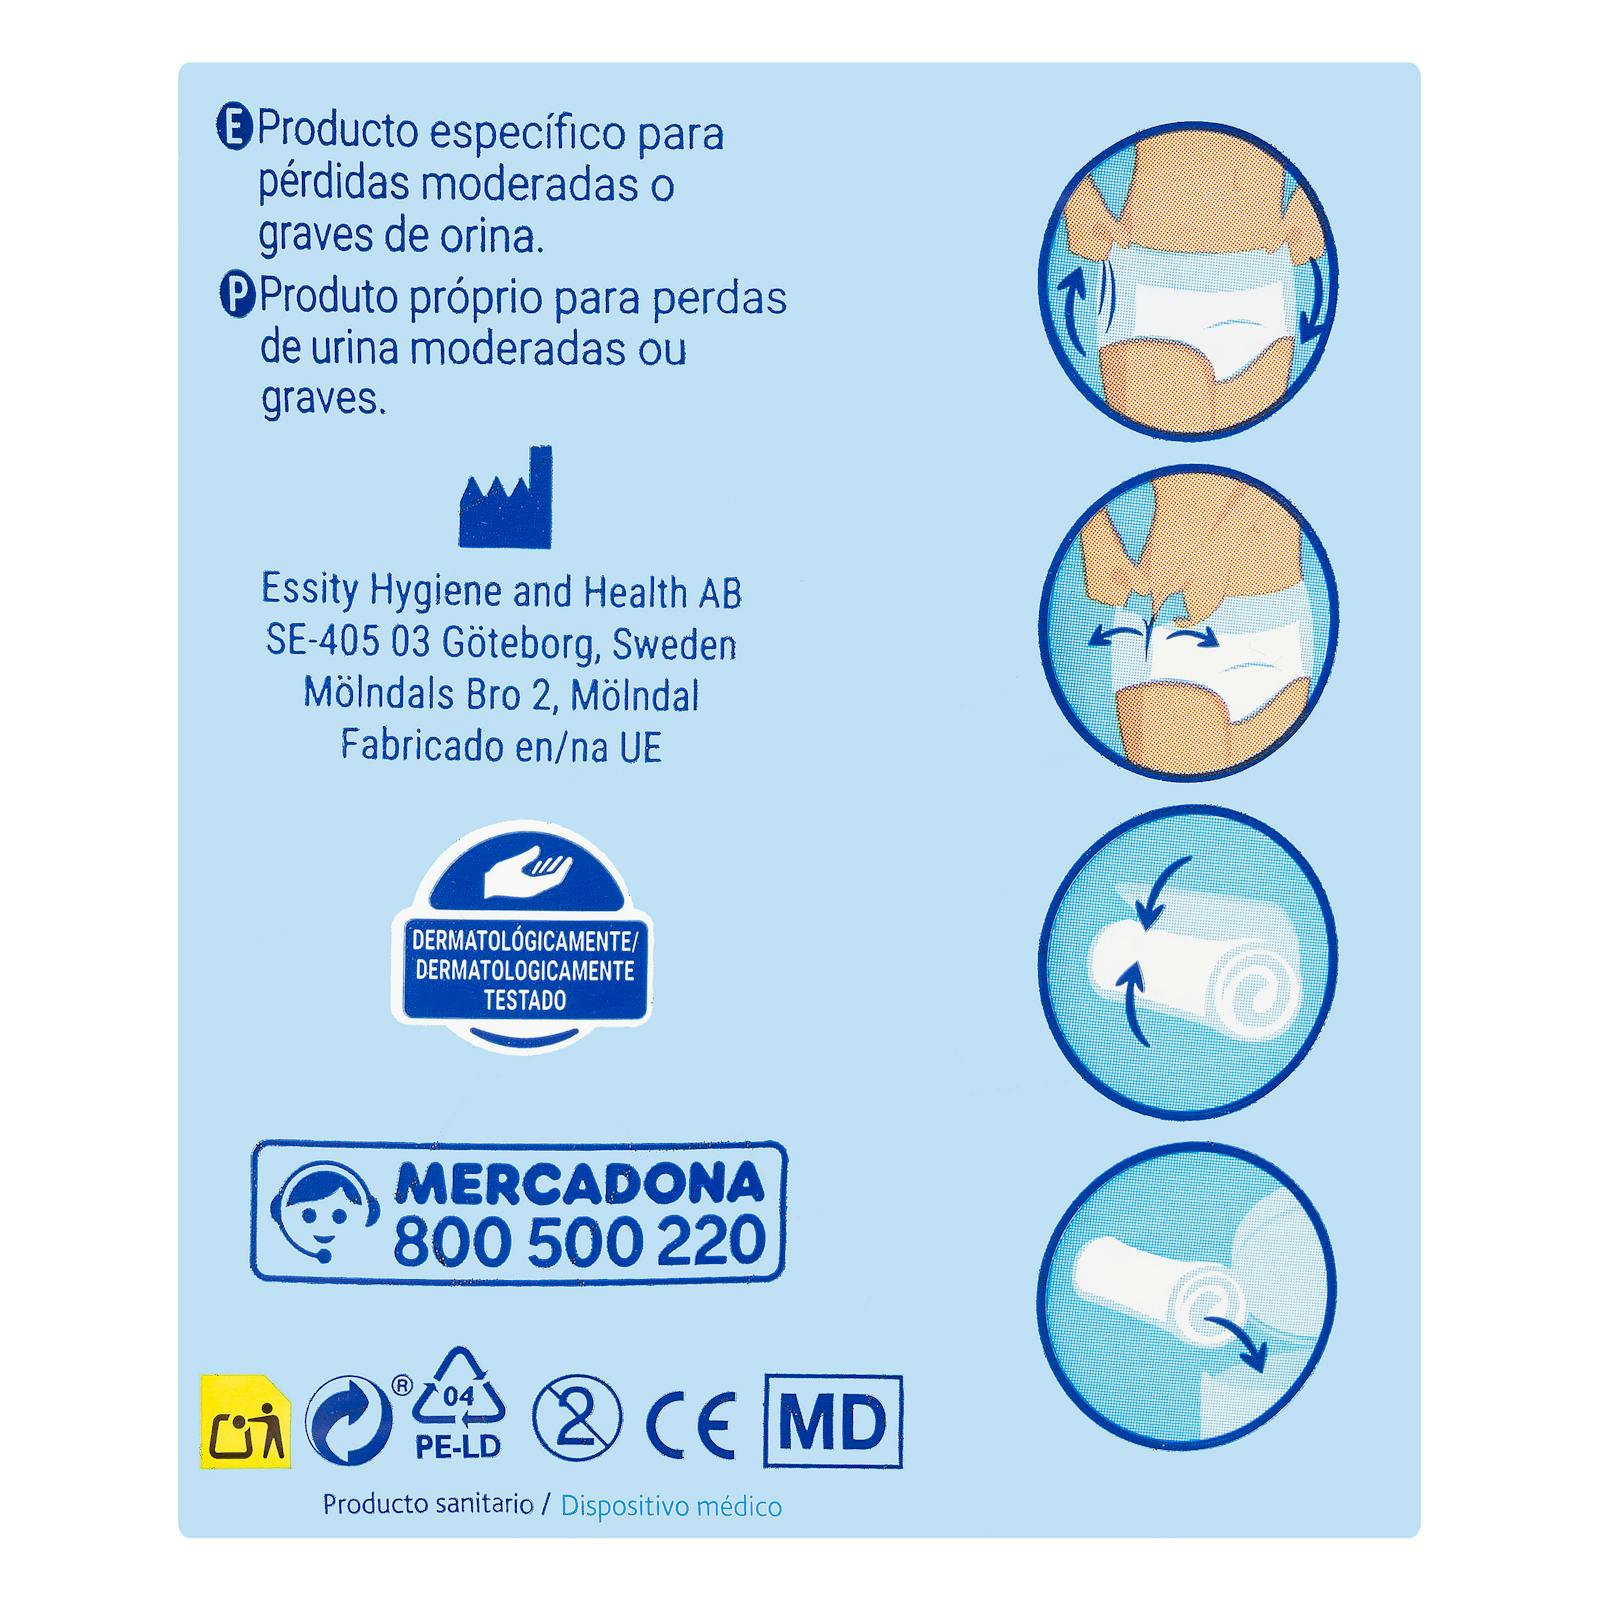 E Producto específico para
pérdidas moderadas o
graves de orina.
P Produto próprio para perdas
de urina moderadas ou
graves.
Essity Hygiene and Health AB
SE-405 03 Göteborg, Sweden
Mölndals Bro 2, Mölndal
Fabricado en/na UE
DERMATOLÓGICAMENTE/
DERMATOLOGICAMENTE
TESTADO
MERCADONA
800 500 220
®
04
PE-LD
2
CE
MD
Producto sanitario / Dispositivo médico